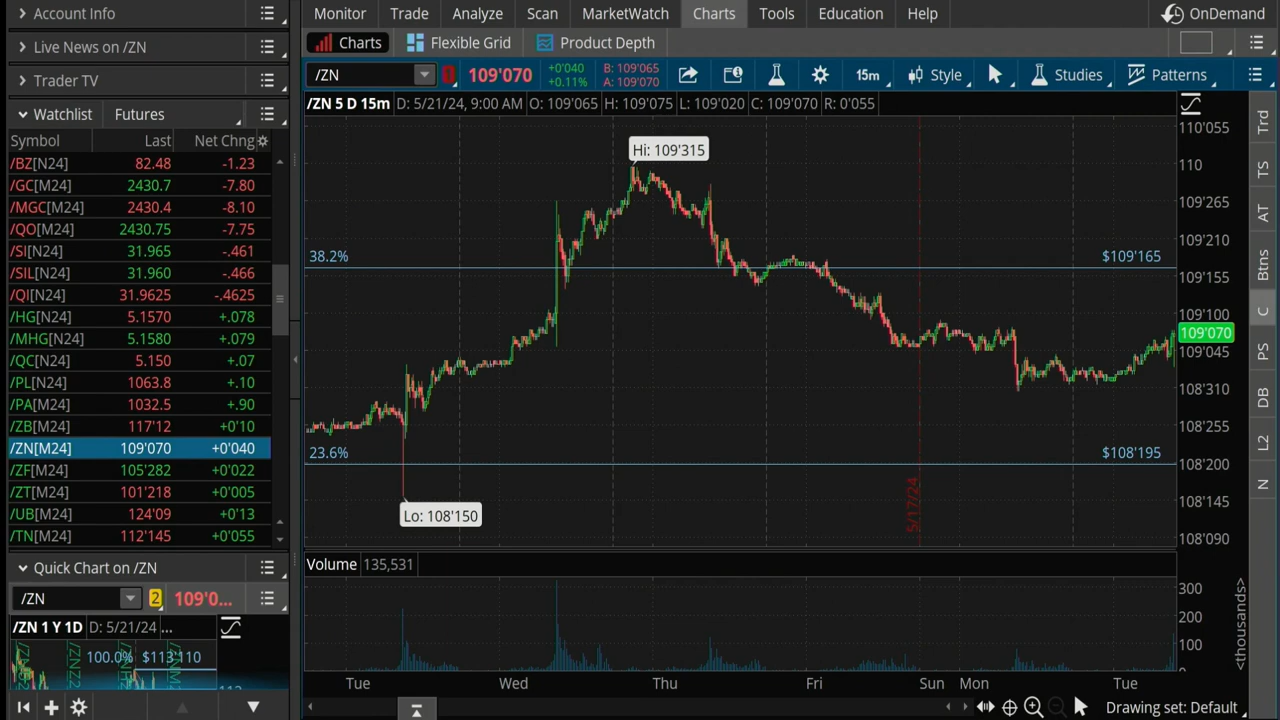 Account Info
Monitor Trade Analyze Scan MarketWatch Charts Tools Education Help OnDemand
Live News on /ZN
Charts Flexible Grid Product Depth
Trader TV
/ZN 109'070 +0'040 +0.11% B: 109'065 A: 109'070 15m Style Studies Patterns
/ZN 5 D 15m D: 5/21/24, 9:00 AM O: 109'065 H: 109'075 L: 109'020 C: 109'070 R: 0'055
Watchlist Futures
Symbol Last Net Chng
/BZ[N24] 82.48 -1.23
/GC[M24] 2430.7 -7.80
/MGC[M24] 2430.4 -8.10
/QO[M24] 2430.75 -7.75
/SI[N24] 31.965 -.461
/SIL[N24] 31.960 -.466
/QI[N24] 31.9625 -.4625
/HG[N24] 5.1570 +.078
/MHG[N24] 5.1580 +.079
/QC[N24] 5.150 +.07
/PL[N24] 1063.8 +.10
/PA[M24] 1032.5 +.90
/ZB[M24] 117'12 +0'10
/ZN[M24] 109'070 +0'040
/ZF[M24] 105'282 +0'022
/ZT[M24] 101'218 +0'005
/UB[M24] 124'09 +0'13
/TN[M24] 112'145 +0'055
Quick Chart on /ZN
/ZN 2 109'0...
/ZN 1 Y 1D D: 5/21/24 ...
100.0% $113'110
Hi: 109'315
38.2% $109'165
23.6% $108'195
Lo: 108'150
5/17/24
110'055
110
109'265
109'210
109'155
109'100
109'070
109'045
108'310
108'255
108'200
108'145
108'090
Volume 135,531
300
200
100
0
<thousands>
Tue Wed Thu Fri Sun Mon Tue
Drawing set: Default
Trd
TS
AT
Btns
C
PS
DB
L2
N